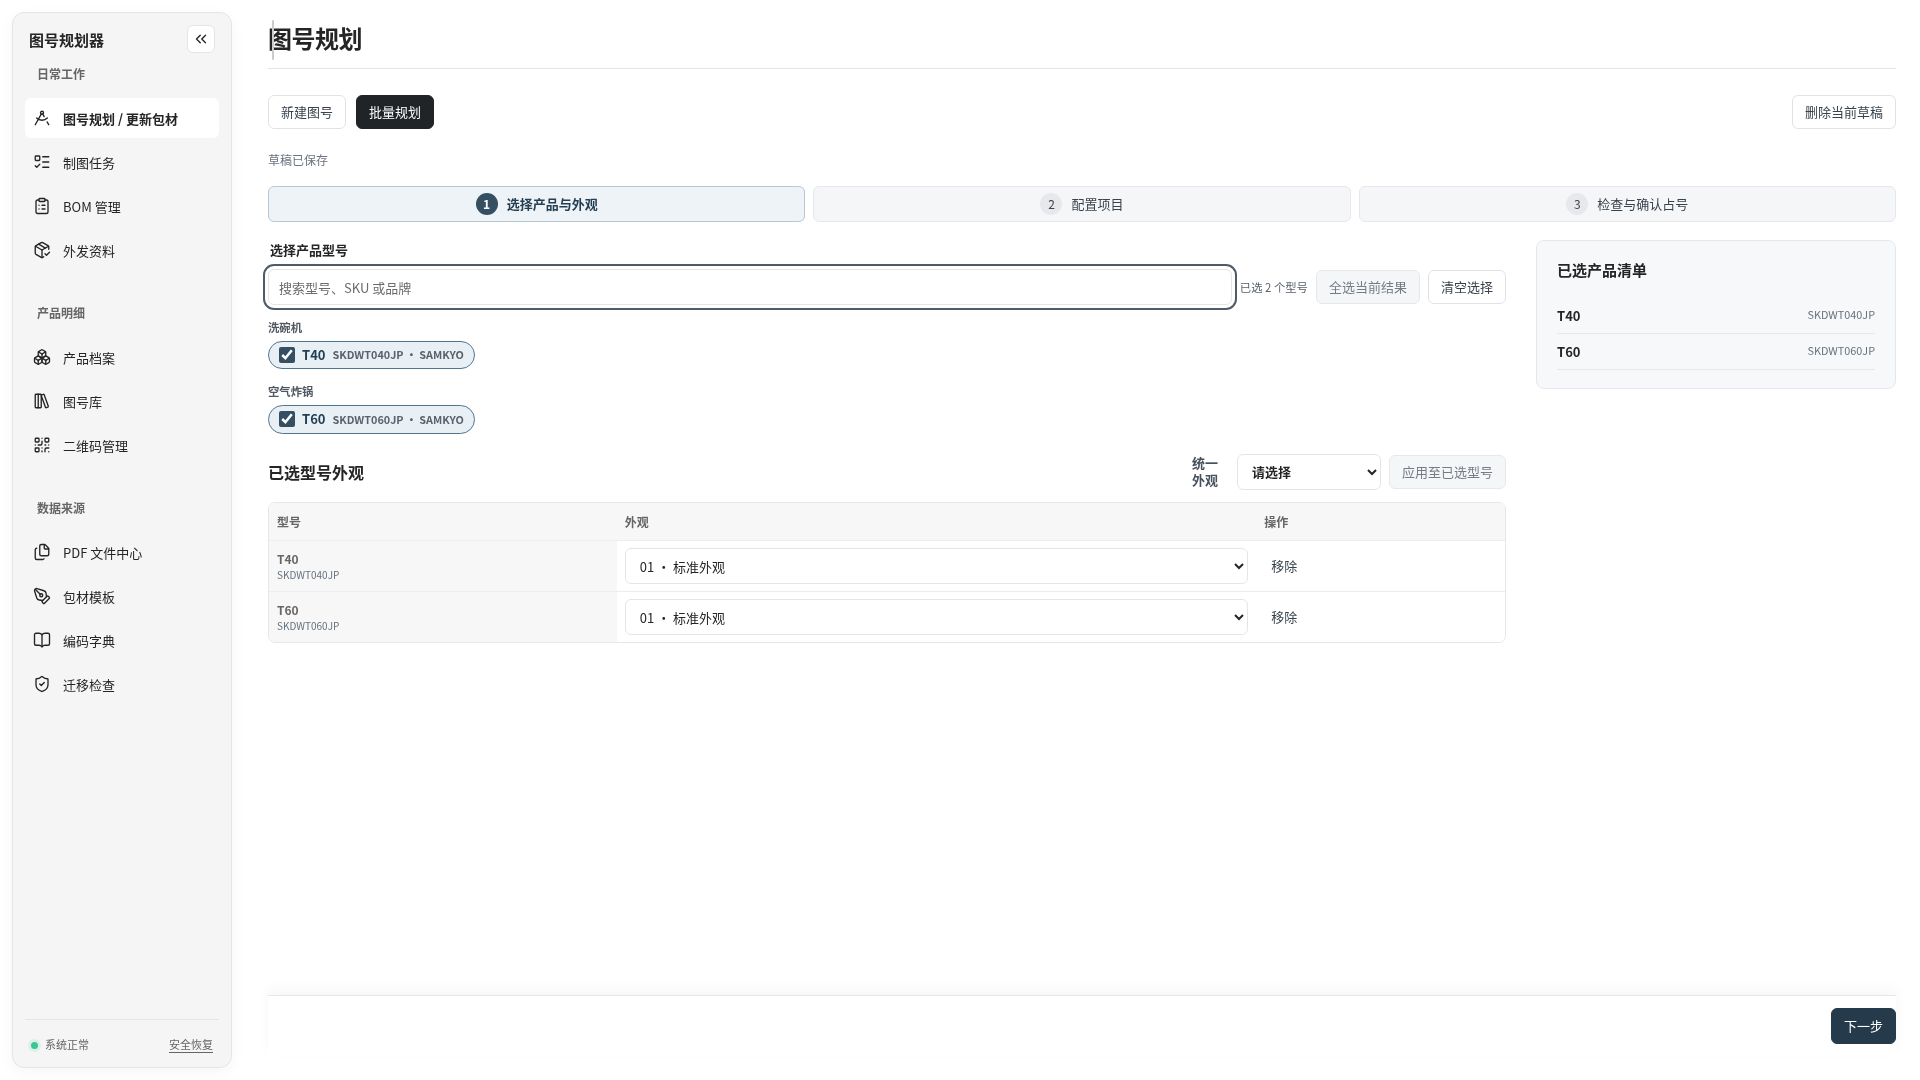 图号规划器
日常工作
图号规划 / 更新包材
制图任务
BOM 管理
外发资料
产品明细
产品档案
图号库
二维码管理
数据来源
PDF 文件中心
包材模板
编码字典
迁移检查
系统正常
安全恢复
图号规划
新建图号
批量规划
删除当前草稿
草稿已保存
1 选择产品与外观
2 配置项目
3 检查与确认占号
选择产品型号
搜索型号、SKU 或品牌
已选 2 个型号
全选当前结果
清空选择
洗碗机
T40 SKDWT040JP · SAMKYO
空气炸锅
T60 SKDWT060JP · SAMKYO
已选型号外观
统一
外观
请选择
应用至已选型号
型号 外观 操作
T40
SKDWT040JP
01 · 标准外观
移除
T60
SKDWT060JP
01 · 标准外观
移除
已选产品清单
T40 SKDWT040JP
T60 SKDWT060JP
下一步